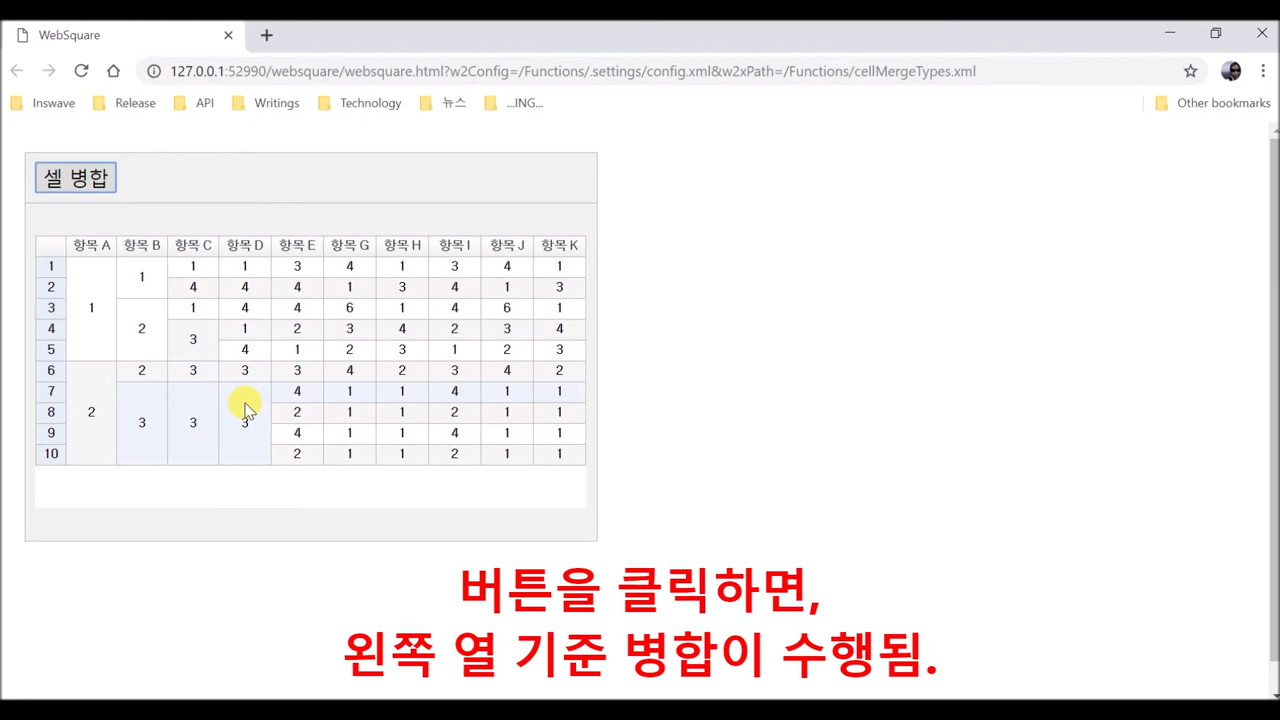 WebSquare
127.0.0.1:52990/websquare/websquare.html?w2Config=/Functions/.settings/config.xml&w2xPath=/Functions/cellMergeTypes.xml
Inswave Release API Writings Technology 뉴스 ...ING... Other bookmarks
셀 병합
항목 A 항목 B 항목 C 항목 D 항목 E 항목 G 항목 H 항목 I 항목 J 항목 K
1 1 1 1 1 3 4 1 3 4 1
2 4 4 4 1 3 4 1 3
3 2 1 4 4 6 1 4 6 1
4 3 1 2 3 4 2 3 4
5 4 1 2 3 1 2 3
6 2 2 3 3 3 4 2 3 4 2
7 3 3 3 4 1 1 4 1 1
8 2 1 1 2 1 1
9 4 1 1 4 1 1
10 2 1 1 2 1 1
버튼을 클릭하면,
왼쪽 열 기준 병합이 수행됨.